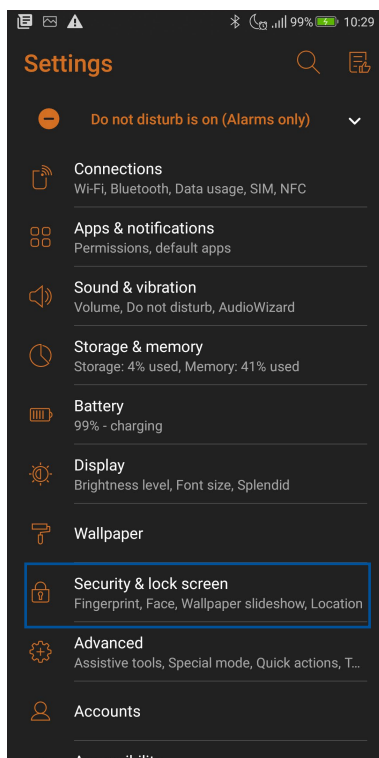 99% 10:29
Settings
Do not disturb is on (Alarms only)
Connections
Wi-Fi, Bluetooth, Data usage, SIM, NFC
Apps & notifications
Permissions, default apps
Sound & vibration
Volume, Do not disturb, AudioWizard
Storage & memory
Storage: 4% used, Memory: 41% used
Battery
99% - charging
Display
Brightness level, Font size, Splendid
Wallpaper
Security & lock screen
Fingerprint, Face, Wallpaper slideshow, Location
Advanced
Assistive tools, Special mode, Quick actions, T...
Accounts